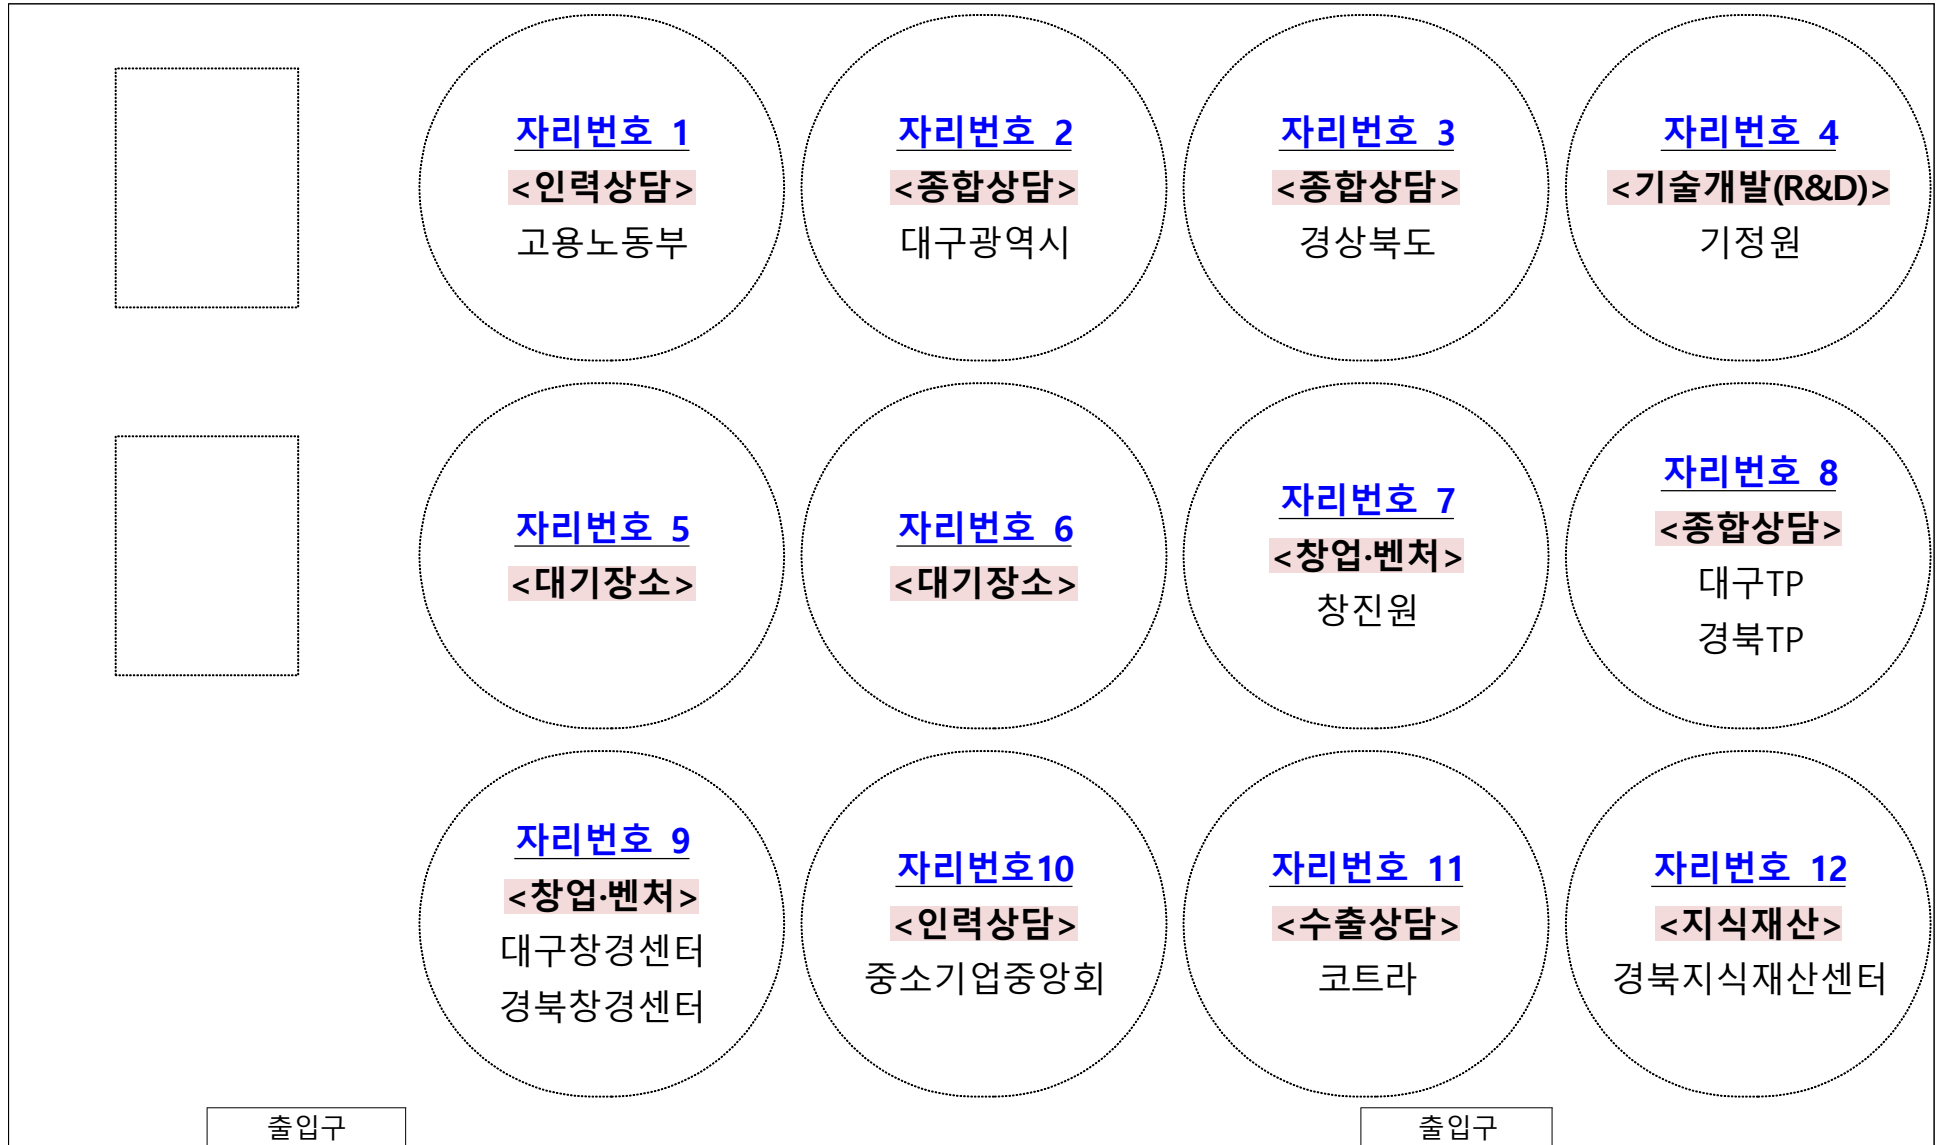 자리번호 1
<인력상담>
고용노동부
자리번호 2
<종합상담>
대구광역시
자리번호 3
<종합상담>
경상북도
자리번호 4
<기술개발(R&D)>
기정원
자리번호 5
<대기장소>
자리번호 6
<대기장소>
자리번호 7
<창업·벤처>
창진원
자리번호 8
<종합상담>
대구TP
경북TP
자리번호 9
<창업·벤처>
대구창경센터
경북창경센터
자리번호10
<인력상담>
중소기업중앙회
자리번호 11
<수출상담>
코트라
자리번호 12
<지식재산>
경북지식재산센터
출입구
출입구